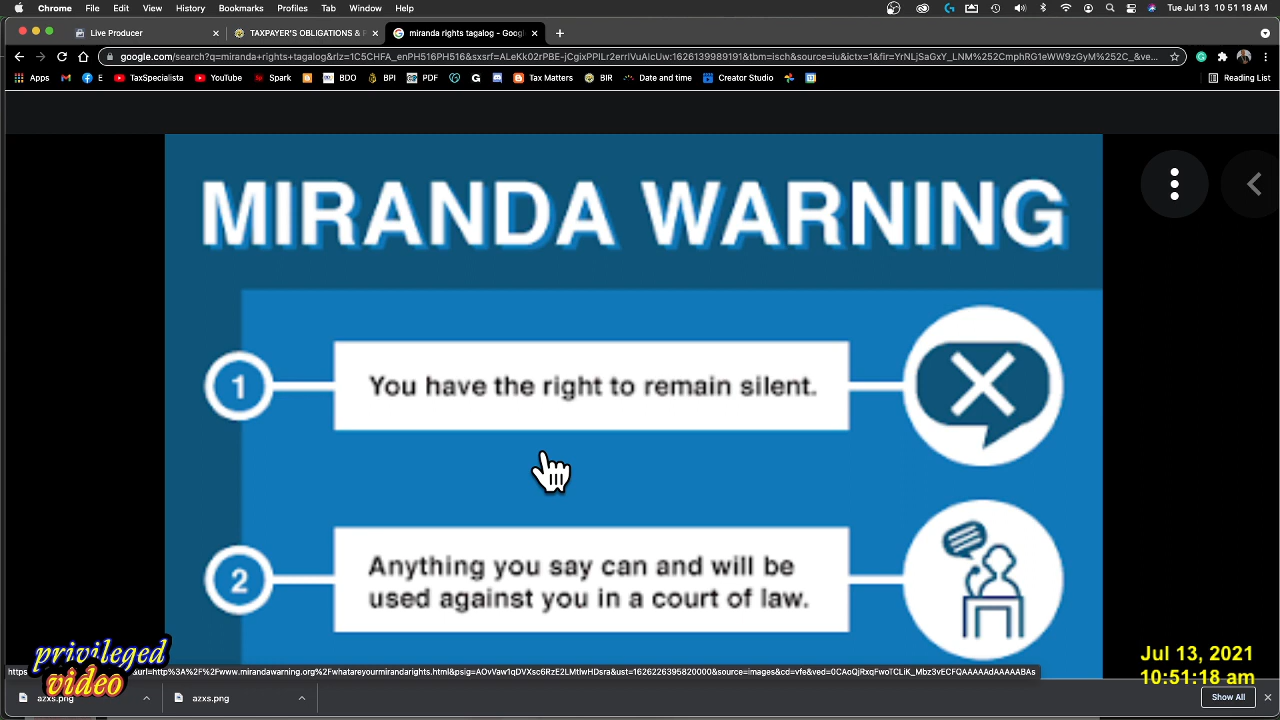 Chrome File Edit View History Bookmarks Profiles Tab Window Help
Tue Jul 13 10 51 18 AM
Live Producer
TAXPAYER'S OBLIGATIONS &
miranda rights tagalog - Goog
Apps
E
TaxSpecialista
YouTube
Spark
BDO
BPI
PDF
Tax Matters
BIR
Date and time
Creator Studio
Reading List
MIRANDA WARNING
1
You have the right to remain silent.
2
Anything you say can and will be
used against you in a court of law.
privileged
video
Jul 13, 2021
10:51:18 am
azxs.png
azxs.png
Show All